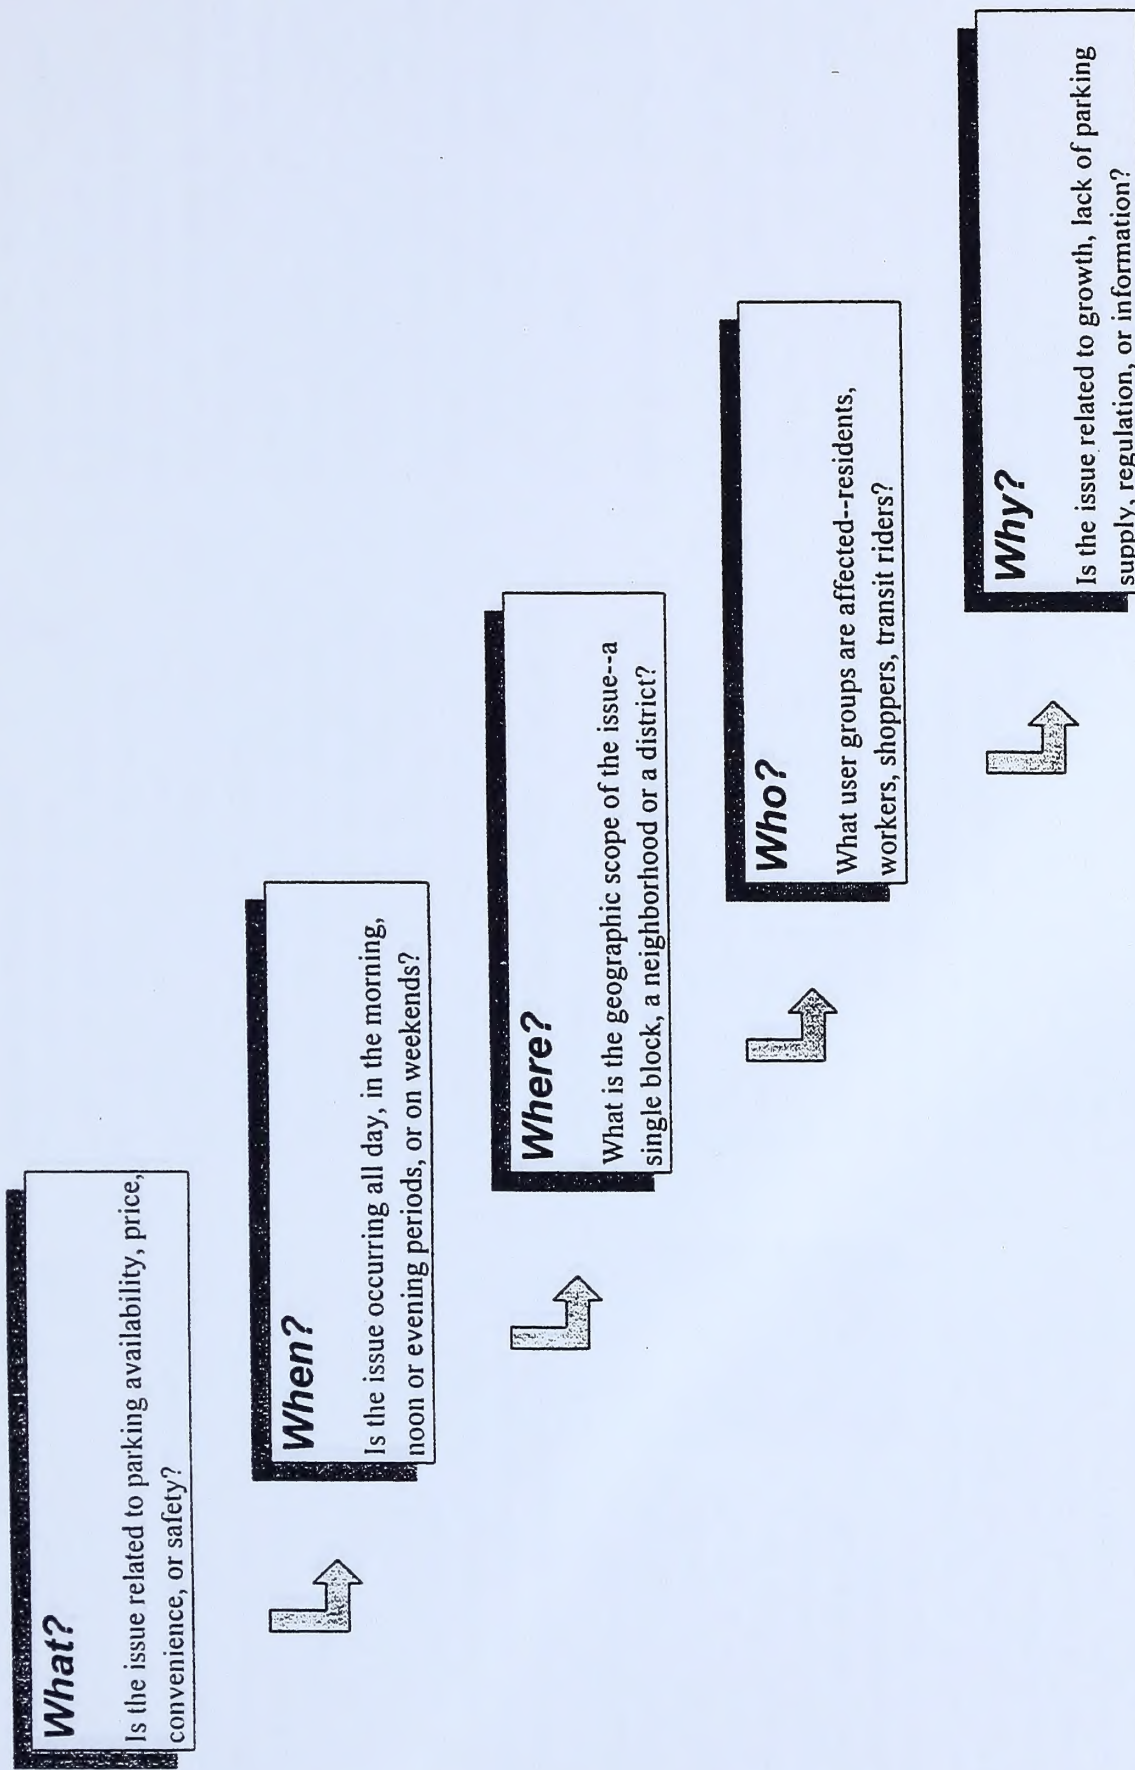 What?
Is the issue related to parking availability, price,
convenience, or safety?
When?
Is the issue occurring all day, in the morning,
noon or evening periods, or on weekends?
Where?
What is the geographic scope of the issue--a
single block, a neighborhood or a district?
Who?
What user groups are affected--residents,
workers, shoppers, transit riders?
Why?
Is the issue related to growth, lack of parking
supply, regulation, or information?